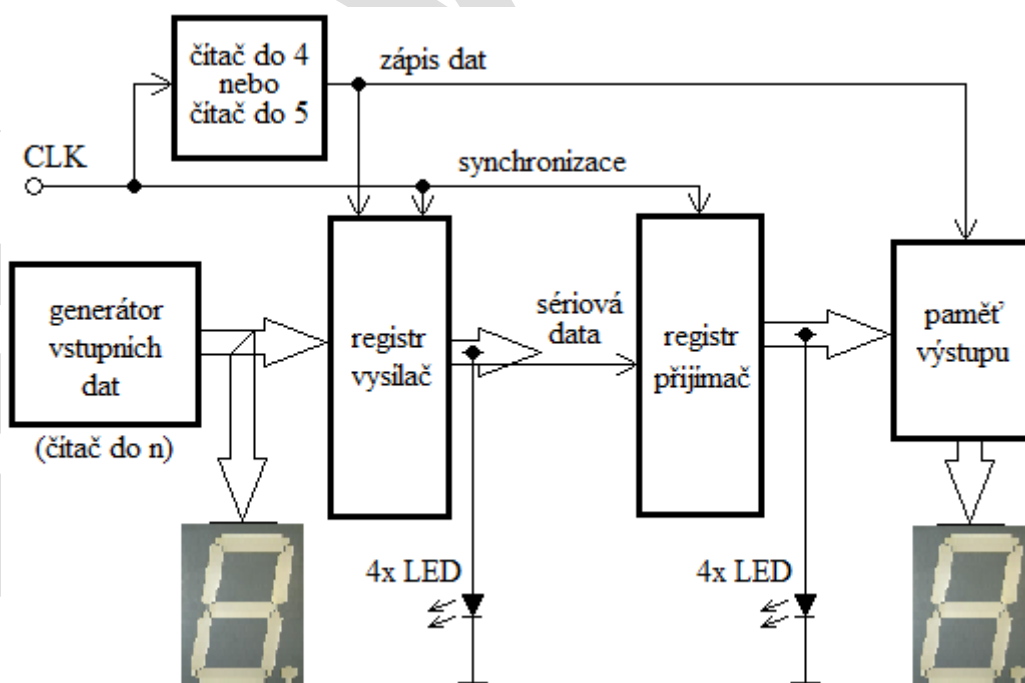 čítač do 4
nebo
čítač do 5
zápis dat
CLK
synchronizace
generátor
vstupních
dat
(čítač do n)
registr
vysílač
sériová
data
registr
přijímač
paměť
výstupu
4x LED
4x LED